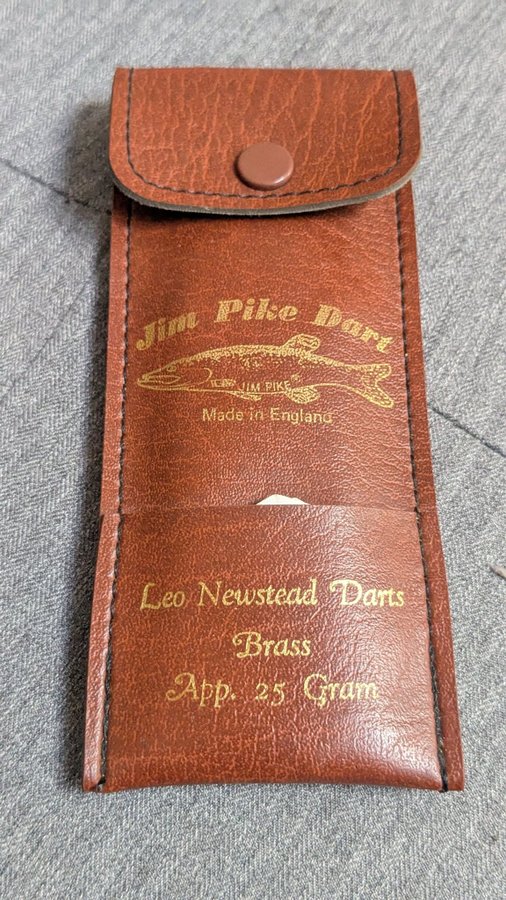 Jim Pike Dart
JIM PIKE
Made in England
Leo Newstead Darts
Brass
App. 25 Gram